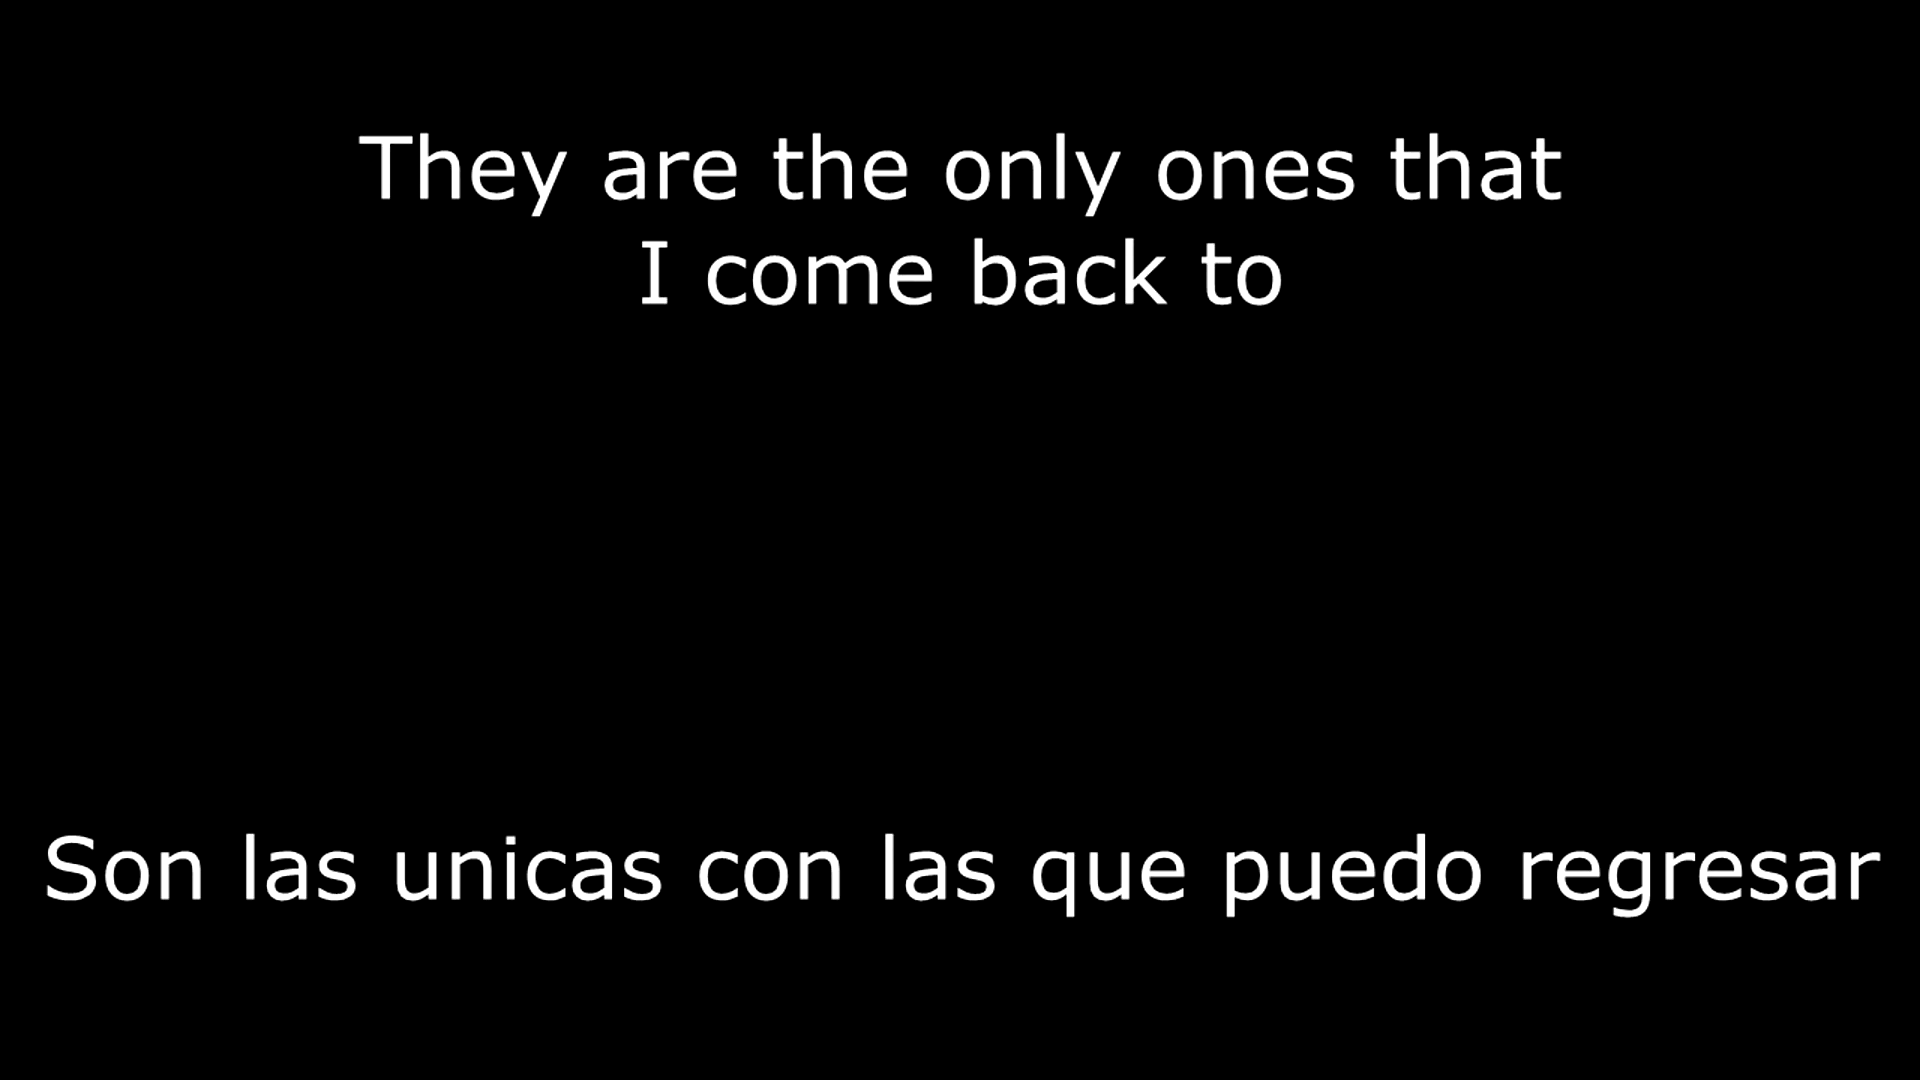 They are the only ones that
I come back to
Son las unicas con las que puedo regresar